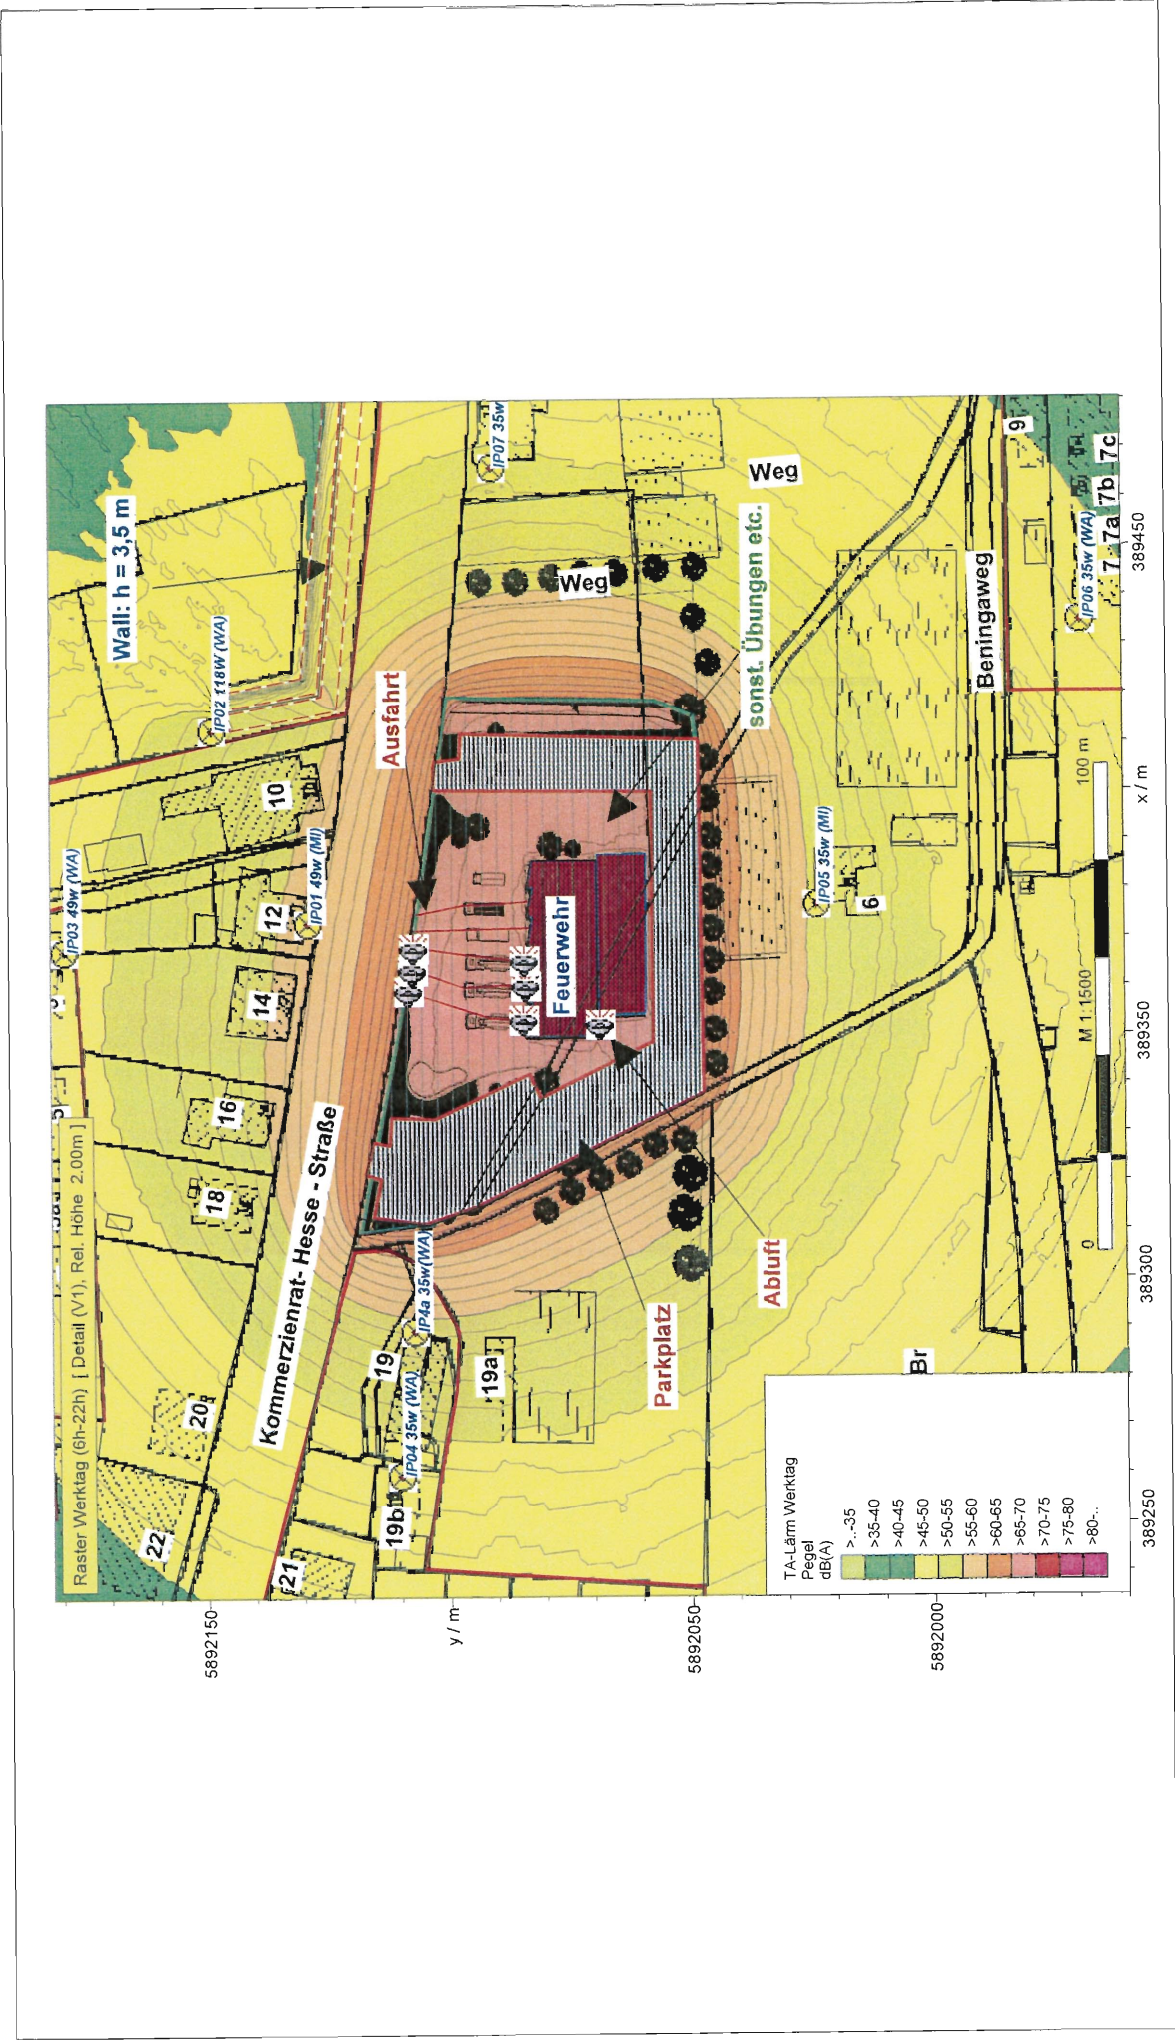 Raster Werktag (6h-22h) [ Detail (V1), Rel. Höhe 2.00m ]
Wall: h = 3,5 m
IP02 118W (WA)
IP03 49w (WA)
IP01 49w (MI)
10
12
14
16
18
20
22
21
Kommerzienrat- Hesse - Straße
Ausfahrt
IP07 35w
Weg
Weg
Feuerwehr
sonst. Übungen etc.
19
19a
19b
IP4a 35w(WA)
IP04 35w (WA)
Parkplatz
Abluft
IP05 35w (MI)
6
Beningaweg
9
7
7a
7b
7c
IP06 35w (WA)
Br
TA-Lärm Werktag
Pegel
dB(A)
>..-35
>35-40
>40-45
>45-50
>50-55
>55-60
>60-65
>65-70
>70-75
>75-80
>80-..
M 1:1500
0
100 m
5892150
y / m
5892050
5892000
389250
389300
389350
x / m
389450